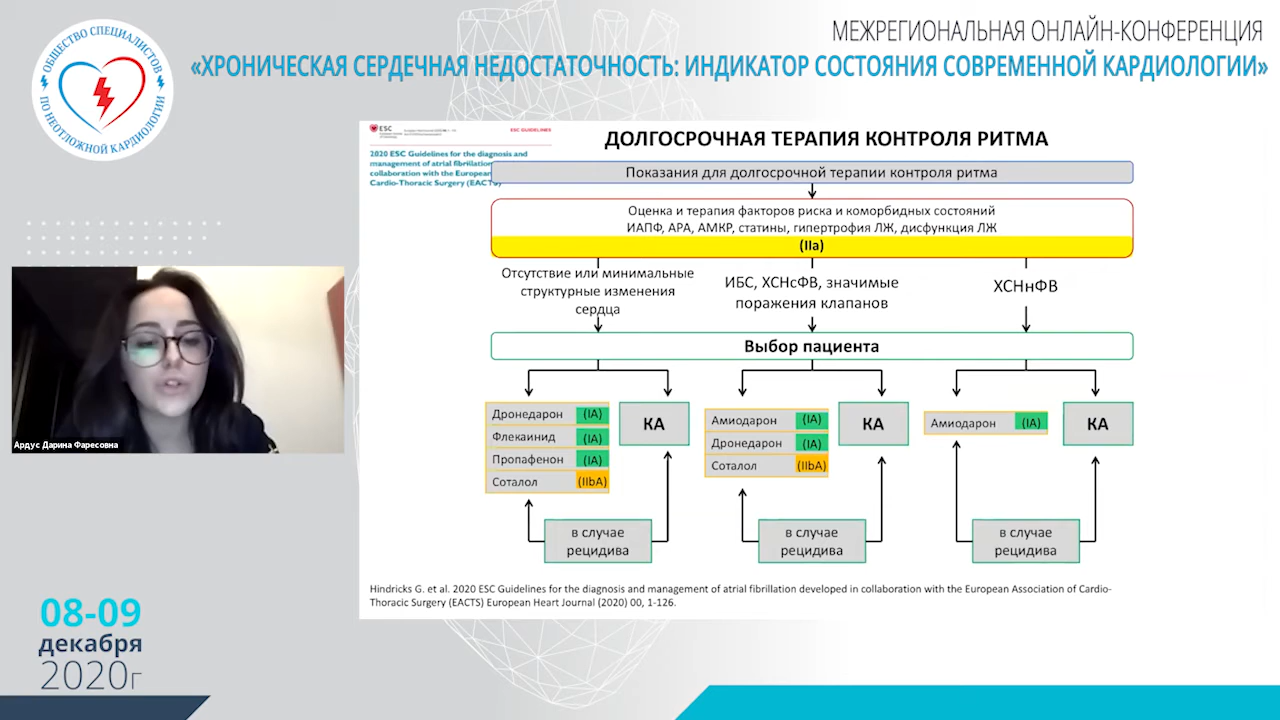 МЕЖРЕГИОНАЛЬНАЯ ОНЛАЙН-КОНФЕРЕНЦИЯ
«ХРОНИЧЕСКАЯ СЕРДЕЧНАЯ НЕДОСТАТОЧНОСТЬ: ИНДИКАТОР СОСТОЯНИЯ СОВРЕМЕННОЙ КАРДИОЛОГИИ»
ОБЩЕСТВО СПЕЦИАЛИСТОВ
ПО НЕОТЛОЖНОЙ КАРДИОЛОГИИ
ESC
ESC GUIDELINES
2020 ESC Guidelines for the diagnosis and
management of atrial fibrillation
collaboration with the European
Cardio-Thoracic Surgery (EACTS)
ДОЛГОСРОЧНАЯ ТЕРАПИЯ КОНТРОЛЯ РИТМА
Показания для долгосрочной терапии контроля ритма
Оценка и терапия факторов риска и коморбидных состояний
ИАПФ, АРА, АМКР, статины, гипертрофия ЛЖ, дисфункция ЛЖ
(IIa)
Отсутствие или минимальные
структурные изменения
сердца
ИБС, ХСНсФВ, значимые
поражения клапанов
ХСНнФВ
Выбор пациента
Дронедарон (IA)
Флекаинид (IA)
Пропафенон (IA)
Соталол (IIbA)
КА
Амиодарон (IA)
Дронедарон (IA)
Соталол (IIbA)
КА
Амиодарон (IA)
КА
в случае
рецидива
в случае
рецидива
в случае
рецидива
Hindricks G. et al. 2020 ESC Guidelines for the diagnosis and management of atrial fibrillation developed in collaboration with the European Association of Cardio-
Thoracic Surgery (EACTS) European Heart Journal (2020) 00, 1-126.
Ардус Дарина Фаресовна
08-09
декабря
2020г